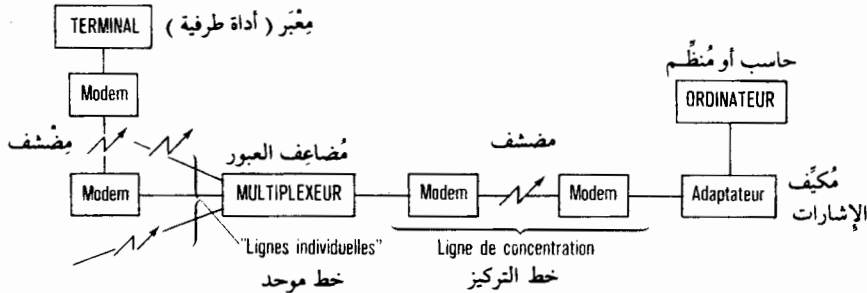 TERMINAL
مِعْبَر ( أداة طرفية )
Modem
مِضْشف
Modem
مُضاعِف العبور
MULTIPLEXEUR
"Lignes individuelles"
خط موحد
مضشف
Modem
Modem
Ligne de concentration
خط التركيز
حاسب أو مُنظِّم
ORDINATEUR
Adaptateur
مُكيِّف
الإشارات